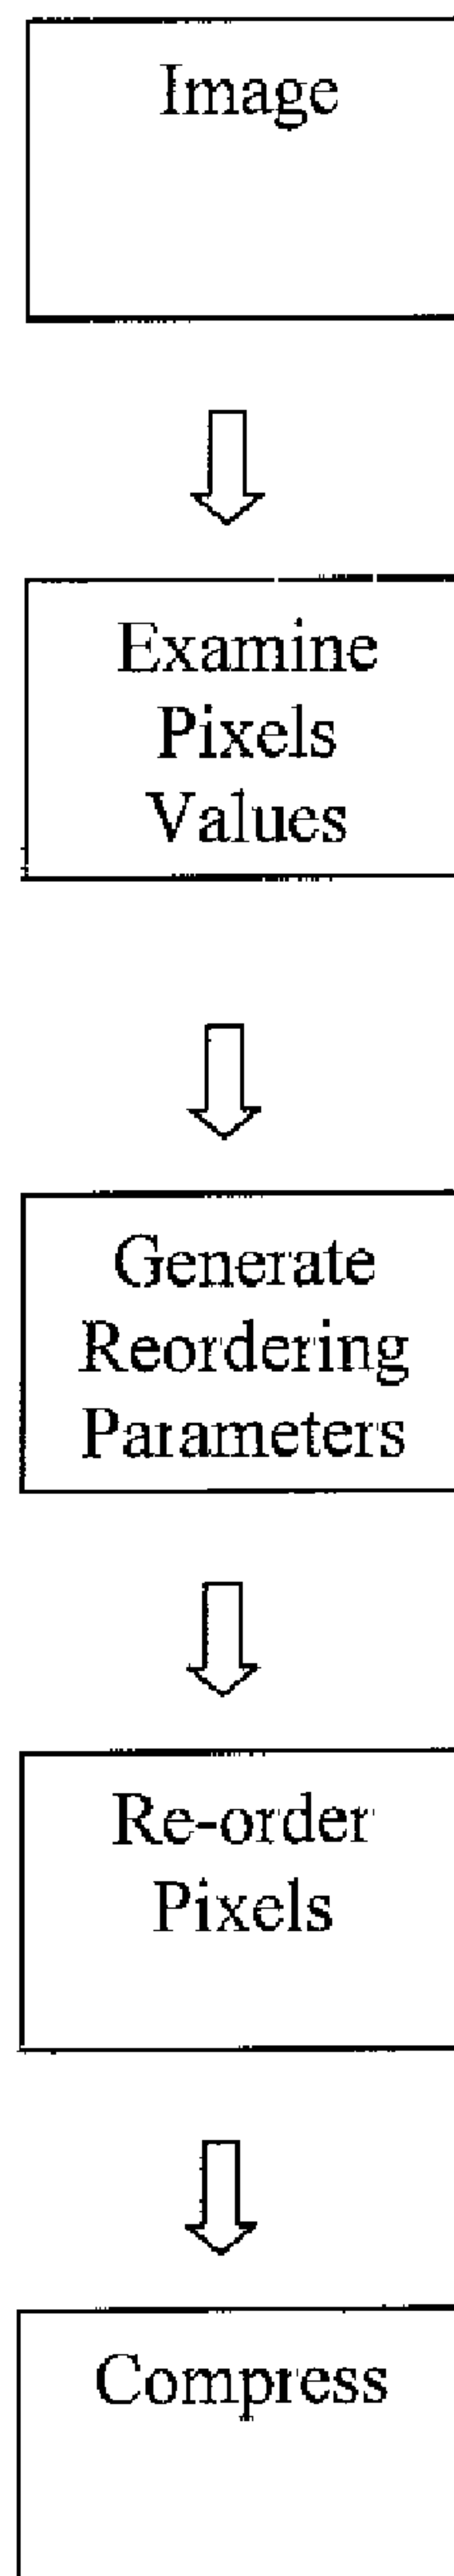 Image
Examine
Pixels
Values
Generate
Reordering
Parameters
Re-order
Pixels
Compress